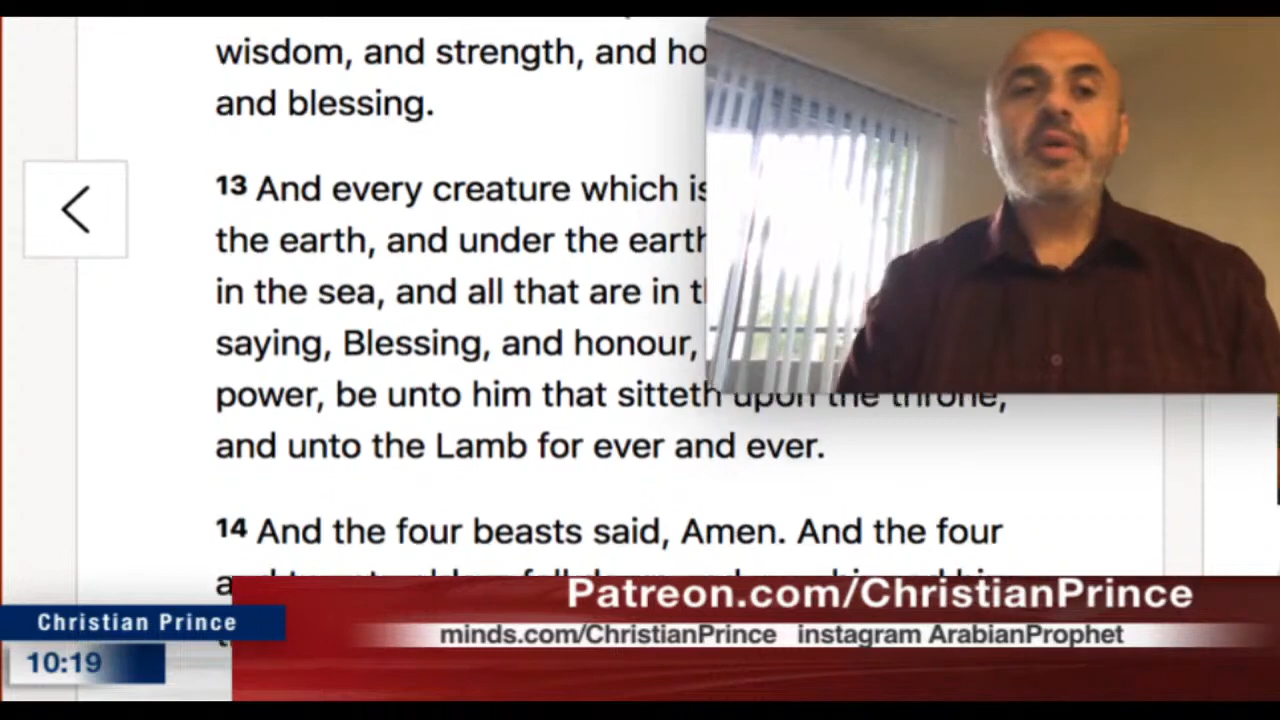 wisdom, and strength, and ho
and blessing.
13 And every creature which is
the earth, and under the earth
in the sea, and all that are in t
saying, Blessing, and honour,
power, be unto him that sitteth upon the throne,
and unto the Lamb for ever and ever.
14 And the four beasts said, Amen. And the four
Patreon.com/ChristianPrince
Christian Prince
minds.com/ChristianPrince instagram ArabianProphet
10:19